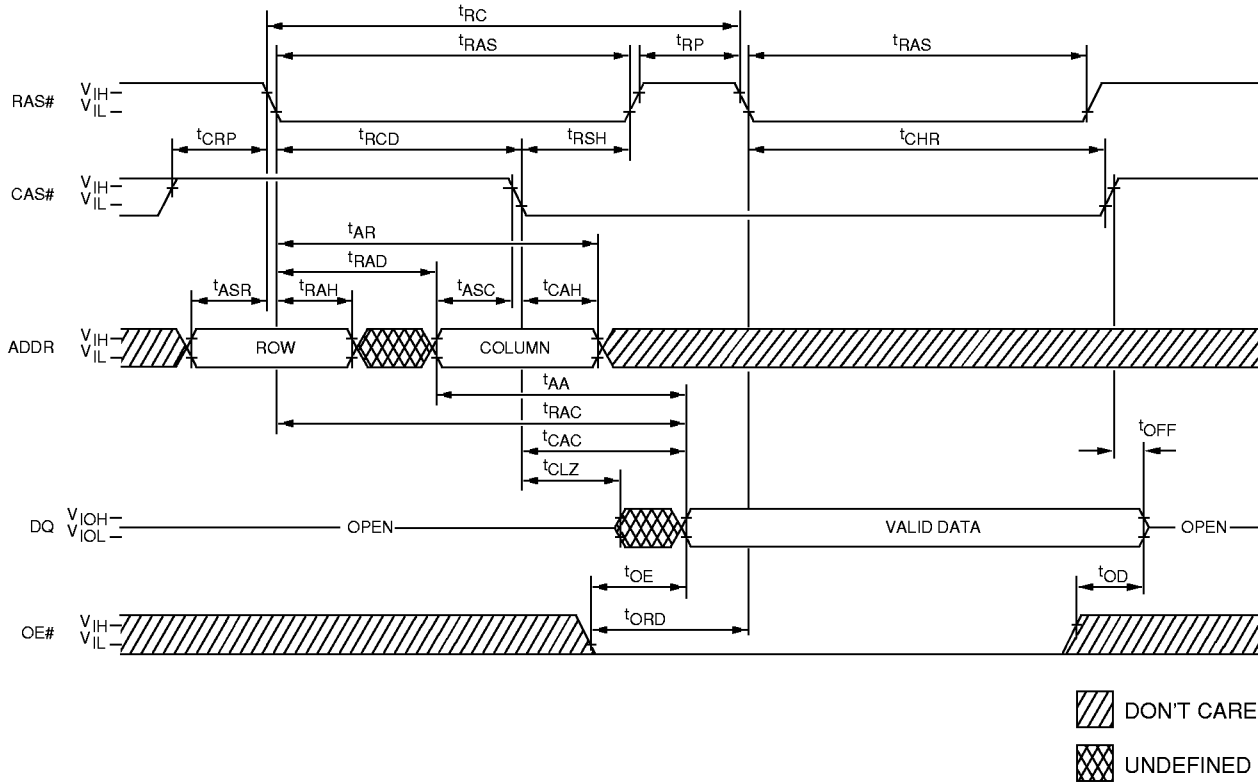 tRC
tRAS tRP tRAS
RAS# VIH
VIL
tCRP tRCD tRSH tCHR
CAS# VIH
VIL
tAR
tRAD
tASR tRAH tASC tCAH
ADDR VIH
VIL
ROW COLUMN
tAA
tRAC
tCAC tOFF
tCLZ
DQ VIOH
VIOL
OPEN VALID DATA OPEN
tOE tOD
tORD
OE# VIH
VIL
DON'T CARE
UNDEFINED